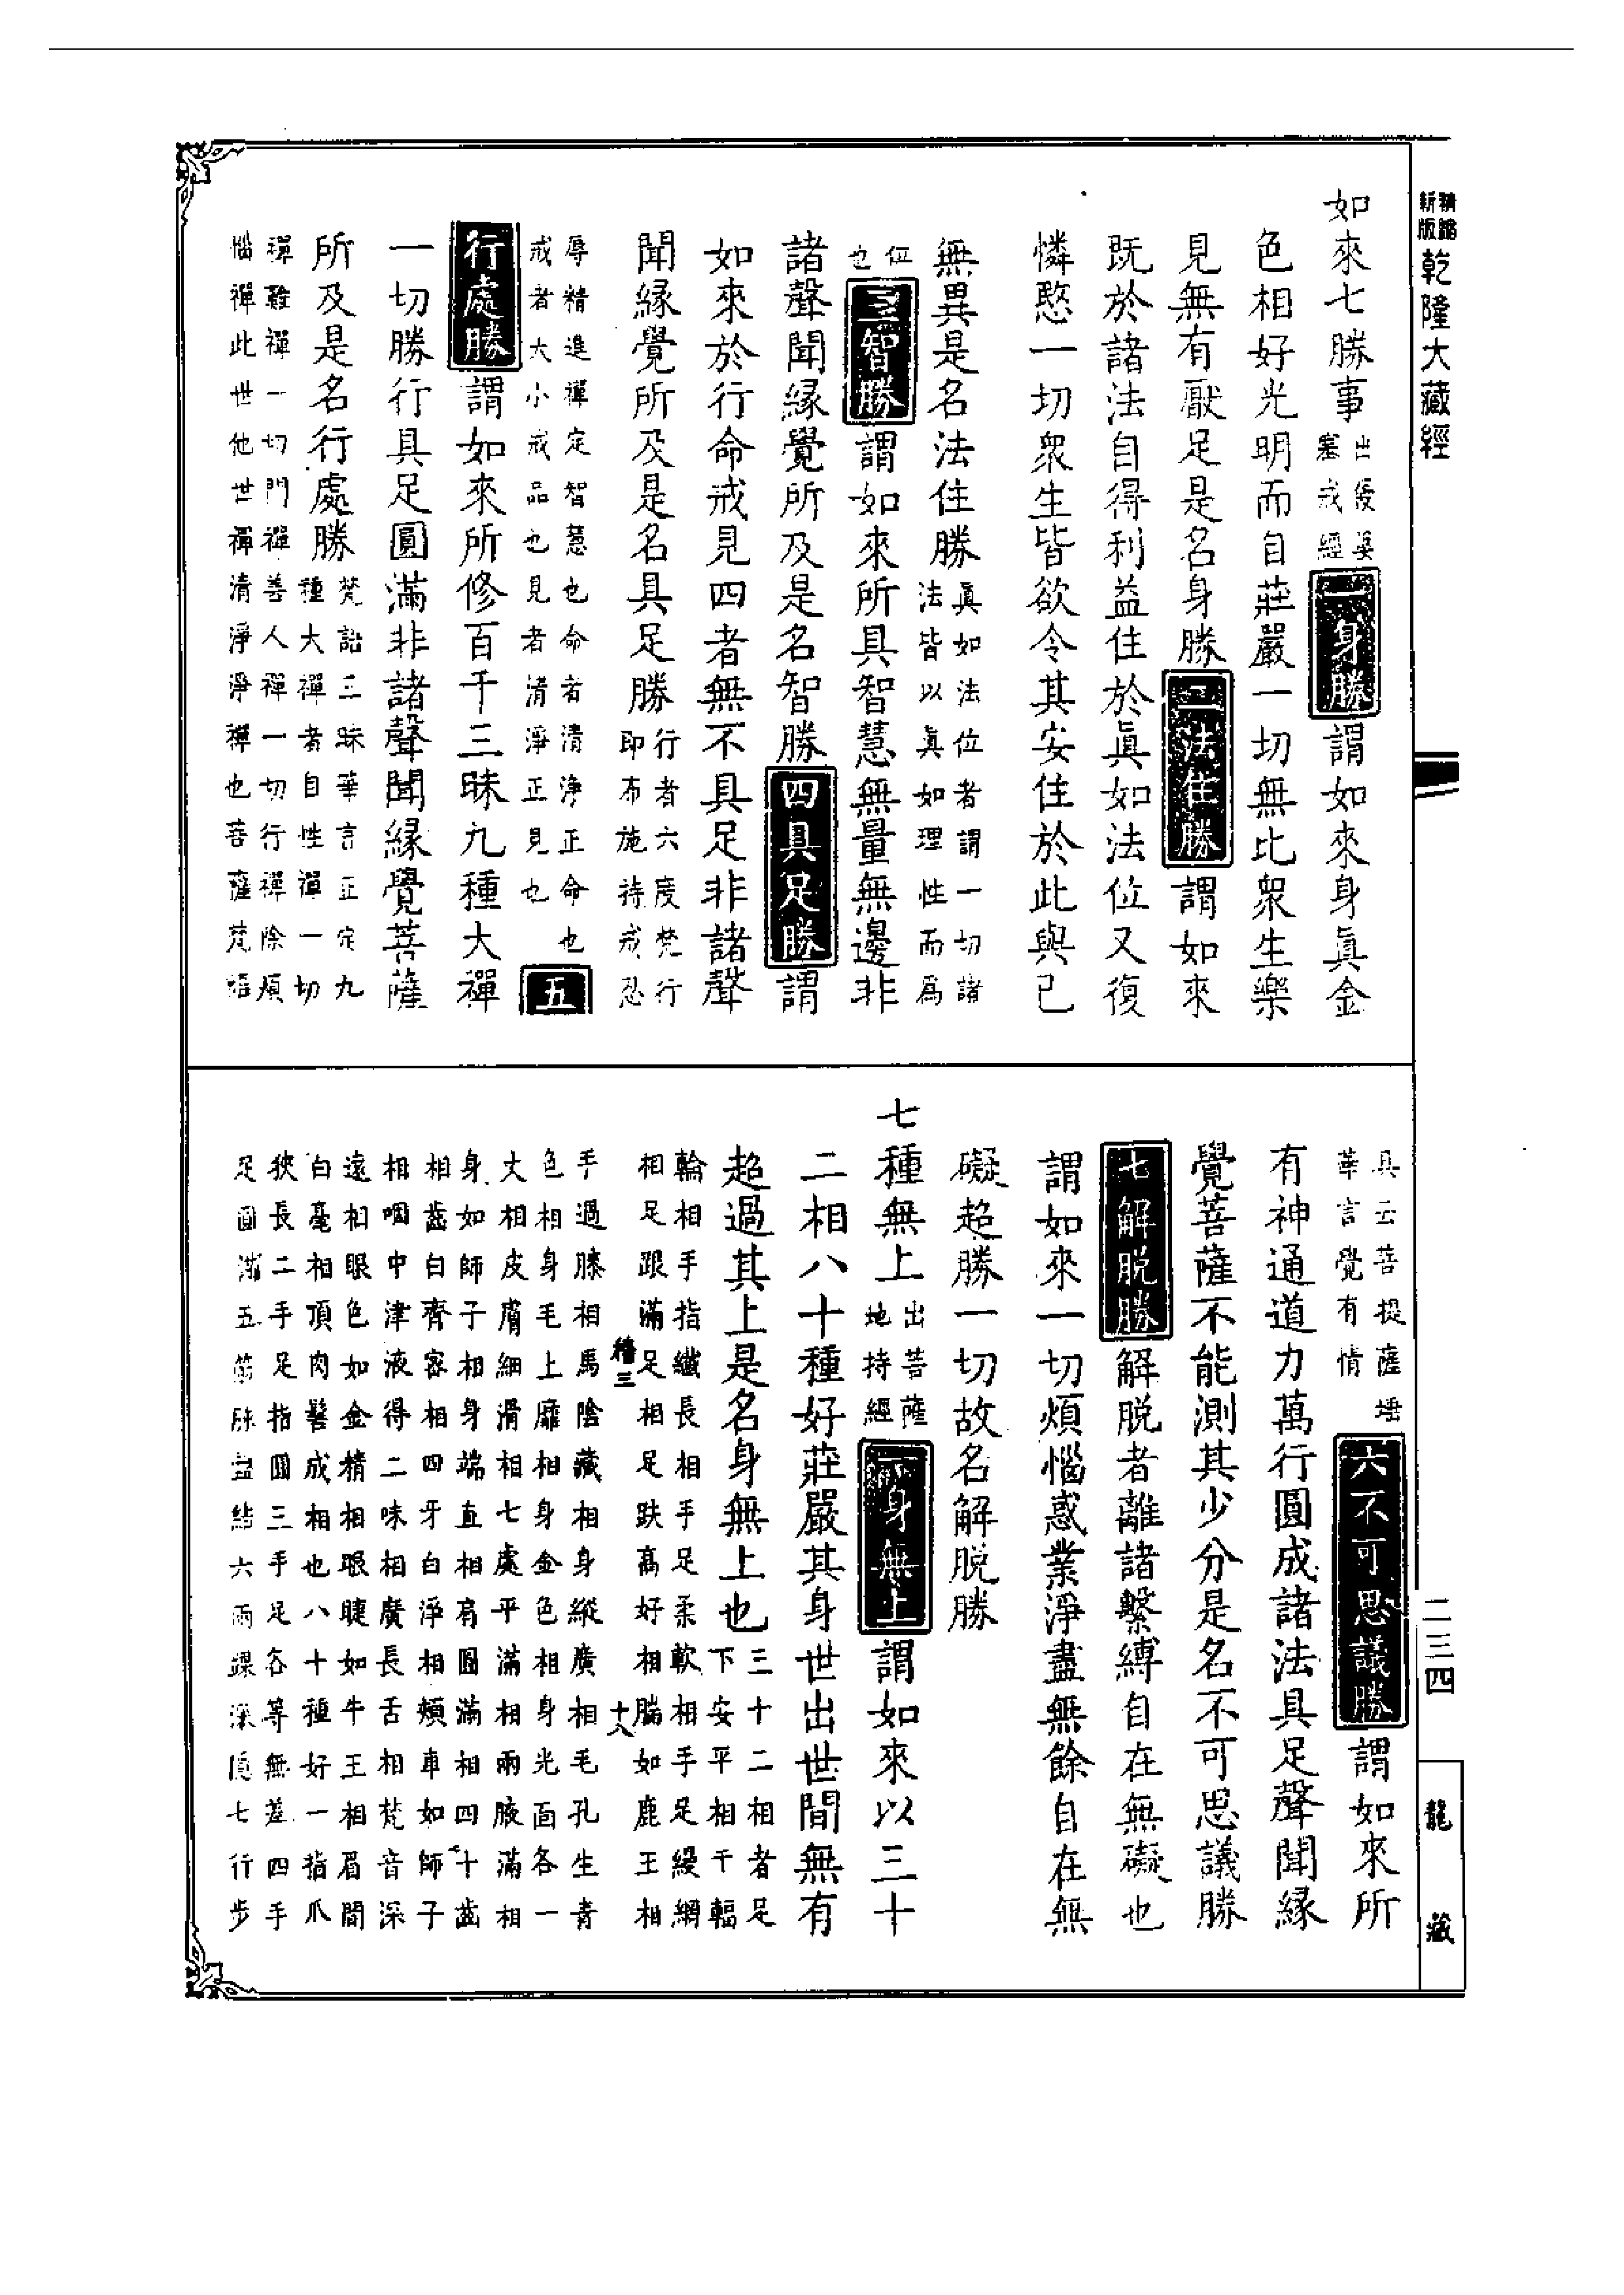 精縮
新版
乾隆大藏經
如來七勝事出優婆塞戒經一身勝謂如來身眞金
色相好光明而自莊嚴一切無比衆生樂
見無有厭足是名身勝二法住勝謂如來
既於諸法自得利益住於眞如法位又復
憐愍一切衆生皆欲令其安住於此與已
無異是名法住勝眞如法位者謂一切諸法皆以眞如理性而爲
位也三智勝謂如來所具智慧無量無邊非
諸聲聞緣覺所及是名智勝四具足勝謂
如來於行命戒見四者無不具足非諸聲
聞緣覺所及是名具足勝行者六度梵行即布施持戒忍
辱精進禪定智慧也命者清淨正命也戒者大小戒品也見者清淨正見也五
行處勝謂如來所修百千三昧九種大禪
一切勝行具足圓滿非諸聲聞緣覺菩薩
所及是名行處勝梵語三昧華言正定九種大禪者自性禪一切
禪難禪一切門禪善人禪一切行禪除煩
惱禪此世他世禪清淨淨禪也菩薩梵語
二三四
龍藏
具云菩提薩埵華言覺有情六不可思議勝謂如來所
有神通道力萬行圓成諸法具足聲聞緣
覺菩薩不能測其少分是名不可思議勝
七解脫勝解脫者離諸繫縛自在無礙也
謂如來一切煩惱惑業淨盡無餘自在無
礙超勝一切故名解脫勝
七種無上出菩薩地持經一身無上謂如來以三十
二相八十種好莊嚴其身世出世間無有
超過其上是名身無上也三十二相者足下安平相千輻
輪相手指纖長相手足柔軟相手足縵網
相足跟滿足相足趺高好相腨如鹿王相
稽三
十八
手過膝相馬陰藏相身縱廣相毛孔生青
色相身毛上靡相身金色相身光面各一
丈相皮膚細滑相七處平滿相兩腋滿相
身如師子相身端直相肩圓滿相四十齒
相齒白齊密相四牙白淨相頰車如師子
相咽中津液得二味相廣長舌相梵音深
遠相眼色如金精相眼睫如牛王相眉間
白毫相頂肉髻成相也八十種好一指爪
狹長二手足指圓三手足各等無差四手
足圓滿五筋脈盤結六兩踝深隱七行步